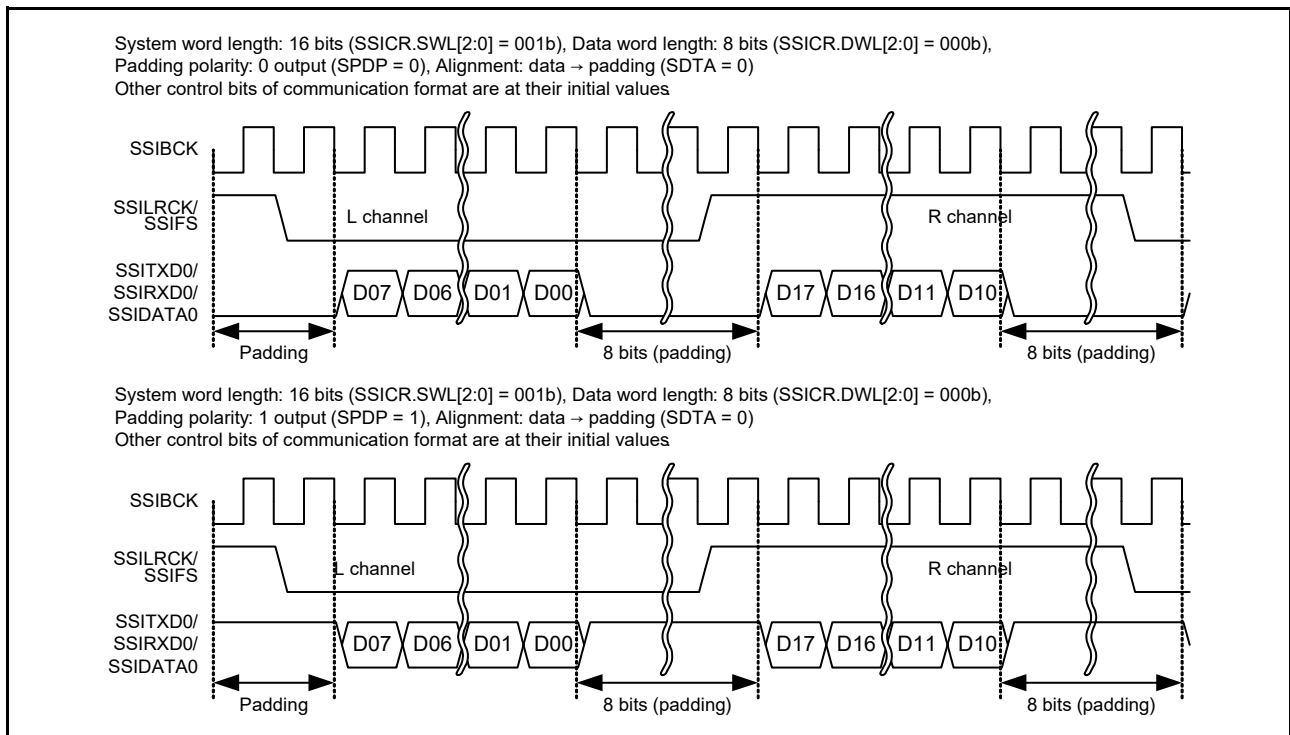 System word length: 16 bits (SSICR.SWL[2:0] = 001b), Data word length: 8 bits (SSICR.DWL[2:0] = 000b),
Padding polarity: 0 output (SPDP = 0), Alignment: data → padding (SDTA = 0)
Other control bits of communication format are at their initial values.
SSIBCK
SSILRCK/
SSIFS
L channel
R channel
SSITXD0/
SSIRXD0/
SSIDATA0
D07 D06 D01 D00 D17 D16 D11 D10
Padding 8 bits (padding) 8 bits (padding)
System word length: 16 bits (SSICR.SWL[2:0] = 001b), Data word length: 8 bits (SSICR.DWL[2:0] = 000b),
Padding polarity: 1 output (SPDP = 1), Alignment: data → padding (SDTA = 0)
Other control bits of communication format are at their initial values.
SSIBCK
SSILRCK/
SSIFS
L channel
R channel
SSITXD0/
SSIRXD0/
SSIDATA0
D07 D06 D01 D00 D17 D16 D11 D10
Padding 8 bits (padding) 8 bits (padding)